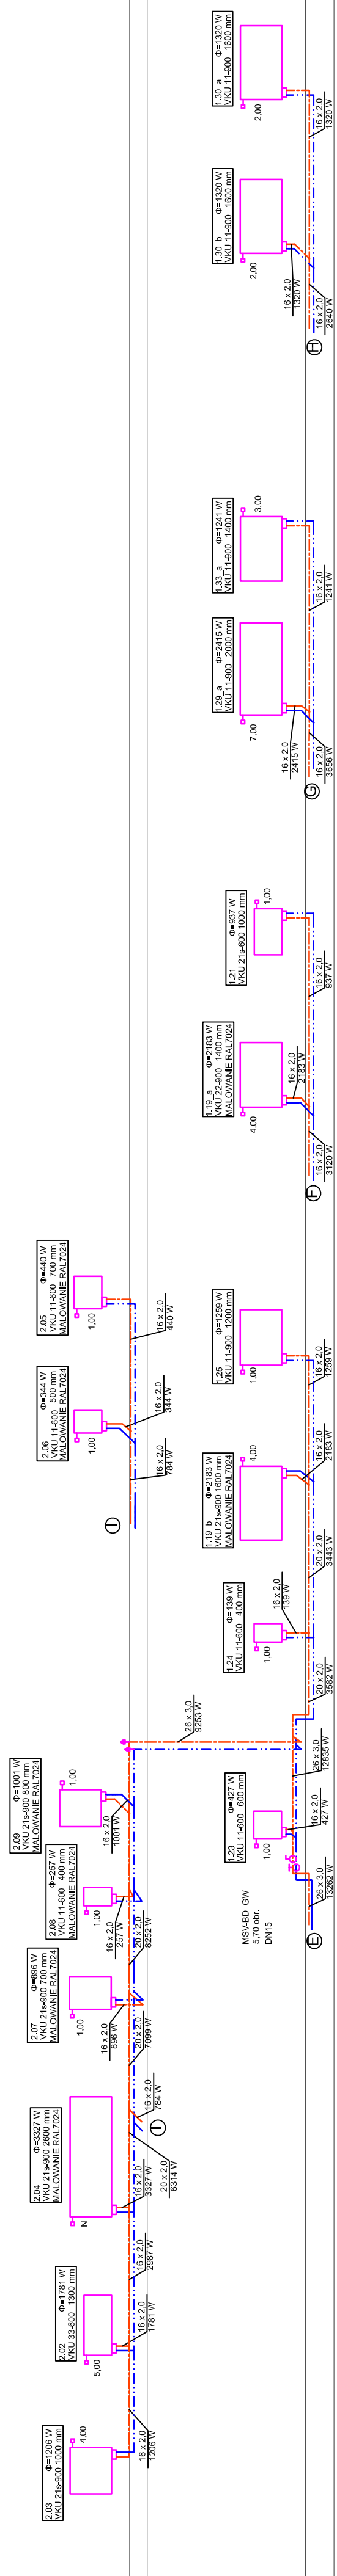 2.03 Φ=1206 W
VKU 21s-900 1000 mm
4,00
16 x 2,0
1206 W
2.02 Φ=1781 W
VKU 33-600 1300 mm
5,00
16 x 2,0
1781 W
16 x 2,0
2987 W
2.04 Φ=3327 W
VKU 21s-900 2600 mm
MALOWANIE RAL7024
N
16 x 2,0
3327 W
20 x 2,0
6314 W
I
16 x 2,0
784 W
2.07 Φ=896 W
VKU 21s-900 700 mm
MALOWANIE RAL7024
1,00
16 x 2,0
896 W
20 x 2,0
7099 W
2.08 Φ=257 W
VKU 11-600 400 mm
MALOWANIE RAL7024
1,00
16 x 2,0
257 W
20 x 2,0
8252 W
2.09 Φ=1001 W
VKU 21s-900 800 mm
MALOWANIE RAL7024
1,00
16 x 2,0
1001 W
26 x 3,0
9253 W
I
2.06 Φ=344 W
VKU 11-600 500 mm
MALOWANIE RAL7024
1,00
16 x 2,0
344 W
16 x 2,0
784 W
2.05 Φ=440 W
VKU 11-600 700 mm
MALOWANIE RAL7024
1,00
16 x 2,0
440 W
E
MSV-BD_GW
5,70 obr.
DN15
26 x 3,0
13262 W
1.23 Φ=427 W
VKU 11-600 600 mm
1,00
16 x 2,0
427 W
26 x 3,0
12835 W
1.24 Φ=139 W
VKU 11-600 400 mm
1,00
16 x 2,0
139 W
20 x 2,0
3582 W
20 x 2,0
3443 W
1.19_b Φ=2183 W
VKU 21s-900 1600 mm
MALOWANIE RAL7024
4,00
16 x 2,0
2183 W
1.25 Φ=1259 W
VKU 11-900 1200 mm
1,00
16 x 2,0
1259 W
F
16 x 2,0
3120 W
1.19_a Φ=2183 W
VKU 22-900 1400 mm
MALOWANIE RAL7024
4,00
16 x 2,0
2183 W
1.21 Φ=937 W
VKU 21s-600 1000 mm
1,00
16 x 2,0
937 W
G
16 x 2,0
3656 W
1.29_a Φ=2415 W
VKU 11-900 2000 mm
7,00
16 x 2,0
2415 W
1.33_a Φ=1241 W
VKU 11-900 1400 mm
3,00
16 x 2,0
1241 W
H
16 x 2,0
2640 W
1.30_b Φ=1320 W
VKU 11-900 1600 mm
2,00
16 x 2,0
1320 W
1.30_a Φ=1320 W
VKU 11-900 1600 mm
2,00
16 x 2,0
1320 W